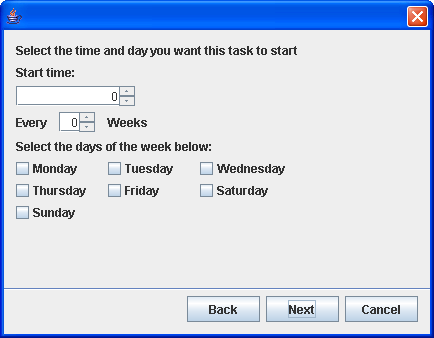 Select the time and day you want this task to start
Start time:
0
Every 0 Weeks
Select the days of the week below:
Monday Tuesday Wednesday
Thursday Friday Saturday
Sunday
Back Next Cancel